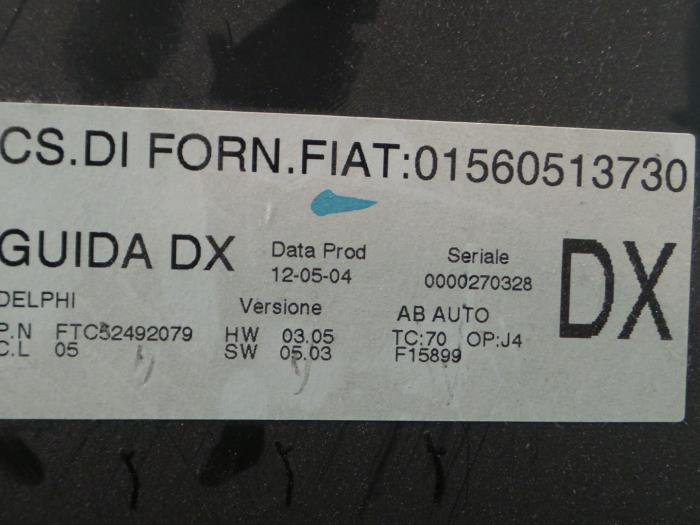 CS.DI FORN.FIAT:01560513730
GUIDA DX
Data Prod
12-05-04
Seriale
0000270328
DX
DELPHI
P.N FTC52492079
C.L 05
Versione
HW 03.05
SW 05.03
AB AUTO
TC:70 OP:J4
F15899